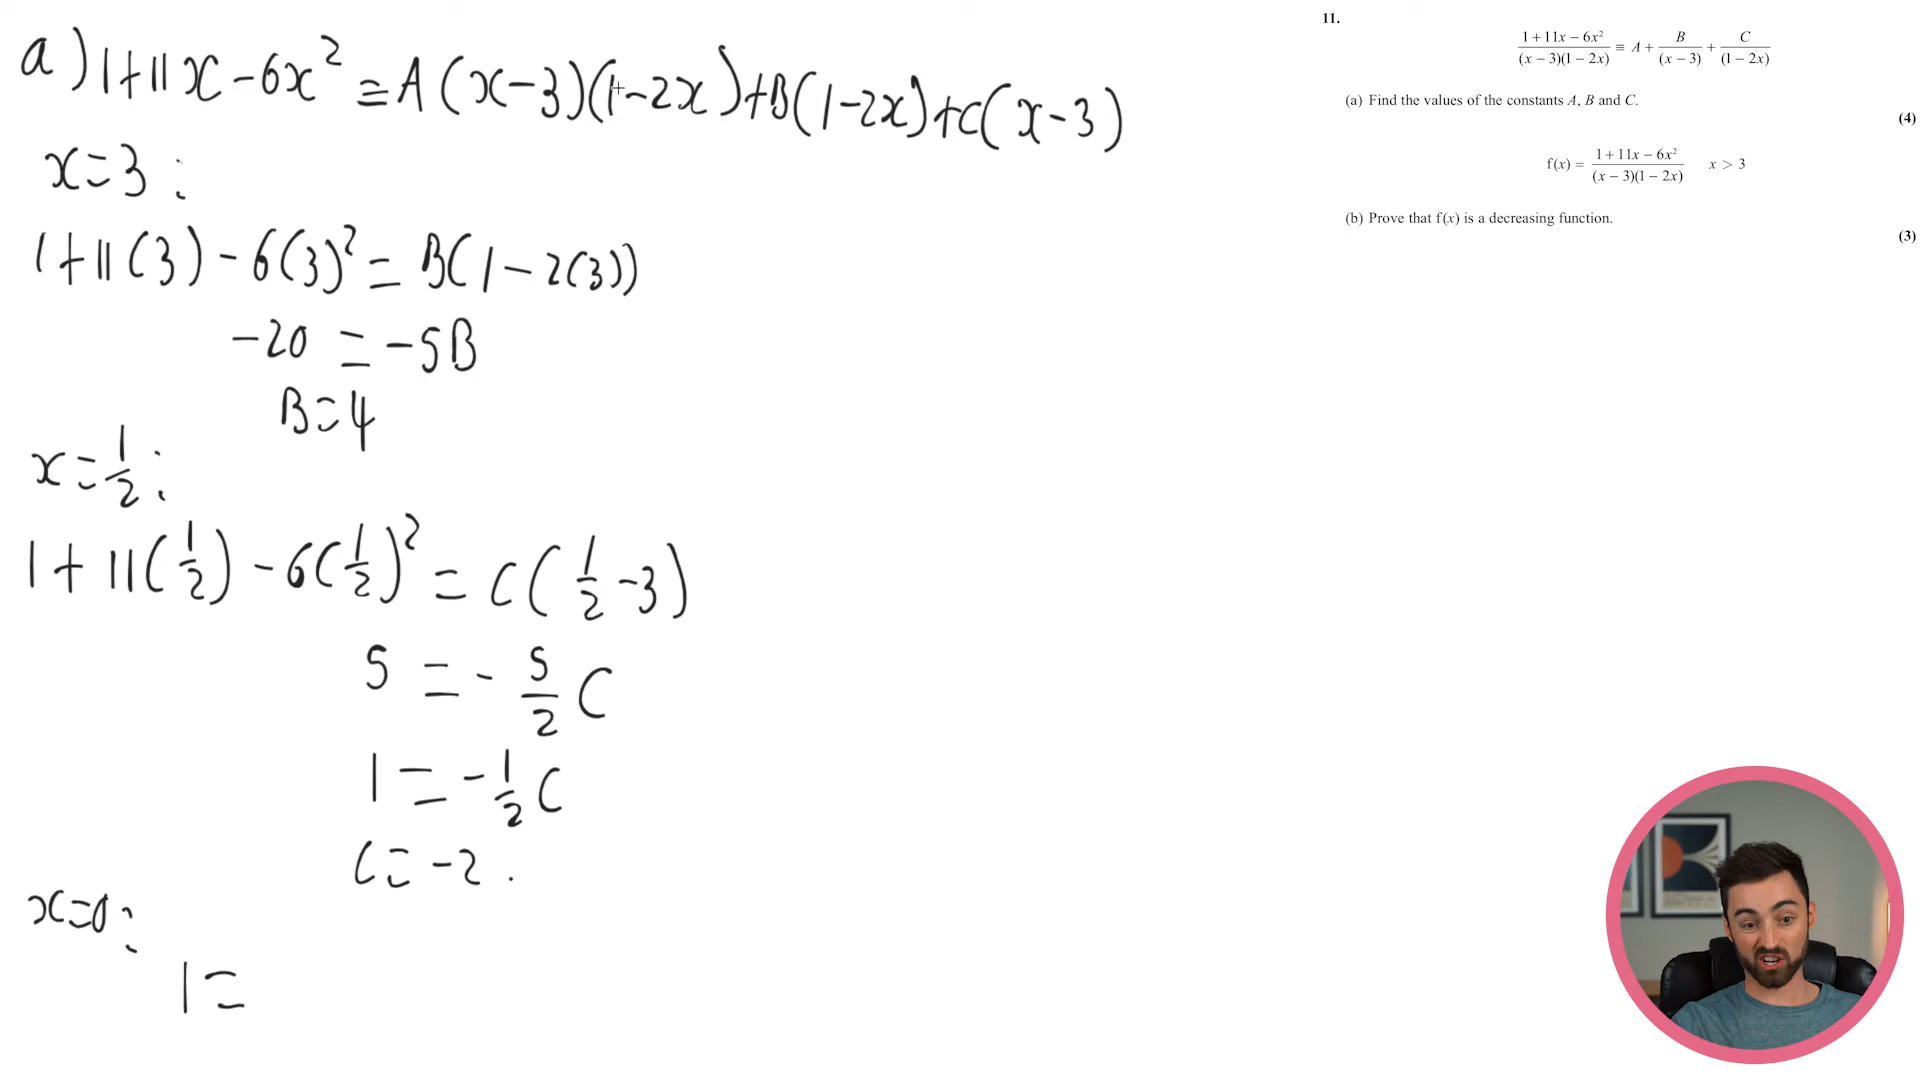 a) 1+11x-6x² ≡ A(x-3)(1-2x)+B(1-2x)+C(x-3)
x=3:
1+11(3)-6(3)²=B(1-2(3))
-20 = -5B
B=4
x=1/2:
1+11(1/2)-6(1/2)²=C(1/2-3)
5 = -5/2 C
1=-1/2 C
C=-2.
x=0:
1=
11.
(1+11x-6x²)/((x-3)(1-2x)) ≡ A + B/(x-3) + C/(1-2x)
(a) Find the values of the constants A, B and C.
(4)
f(x) = (1+11x-6x²)/((x-3)(1-2x)) x > 3
(b) Prove that f(x) is a decreasing function.
(3)